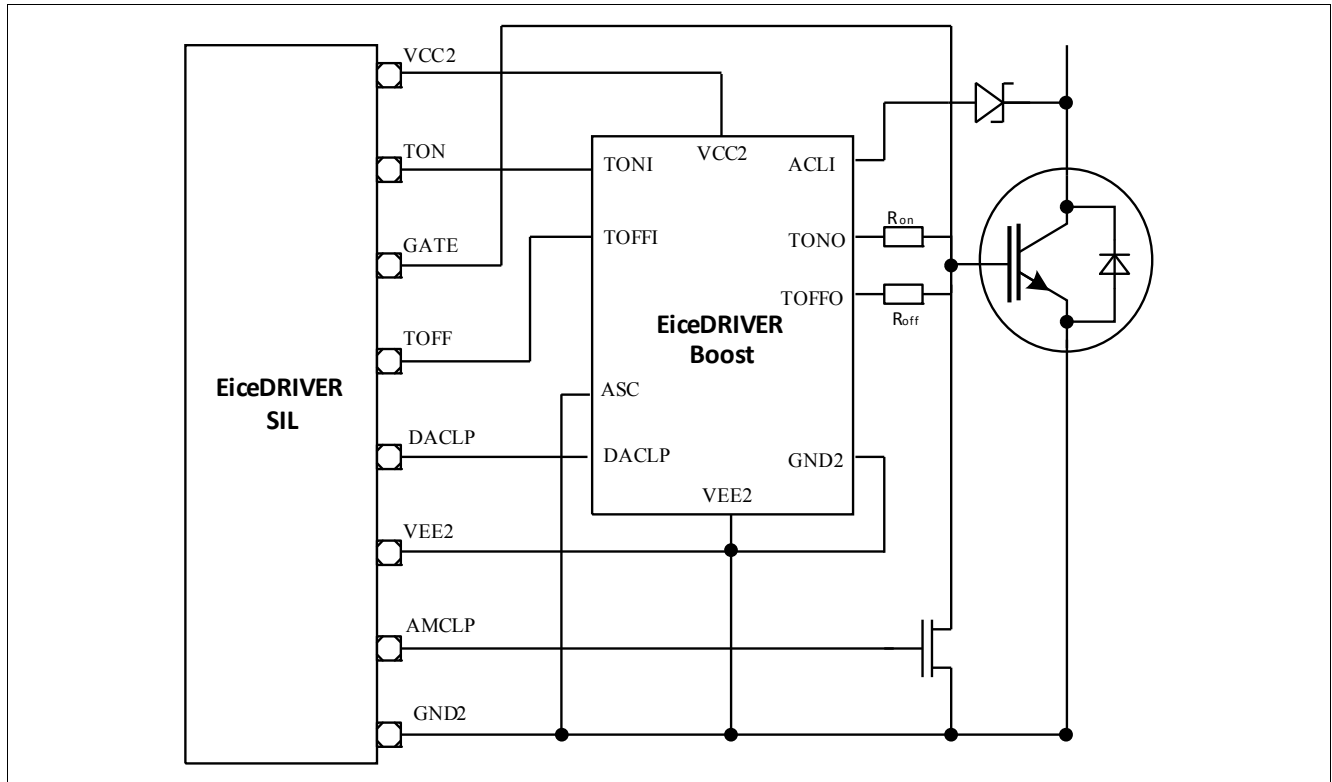 VCC2
TON
GATE
TOFF
DACLP
VEE2
AMCLP
GND2
EiceDRIVER
SIL
VCC2
TONI
TOFFI
ASC
DACLP
VEE2
ACLI
TONO
TOFFO
GND2
EiceDRIVER
Boost
Ron
Roff